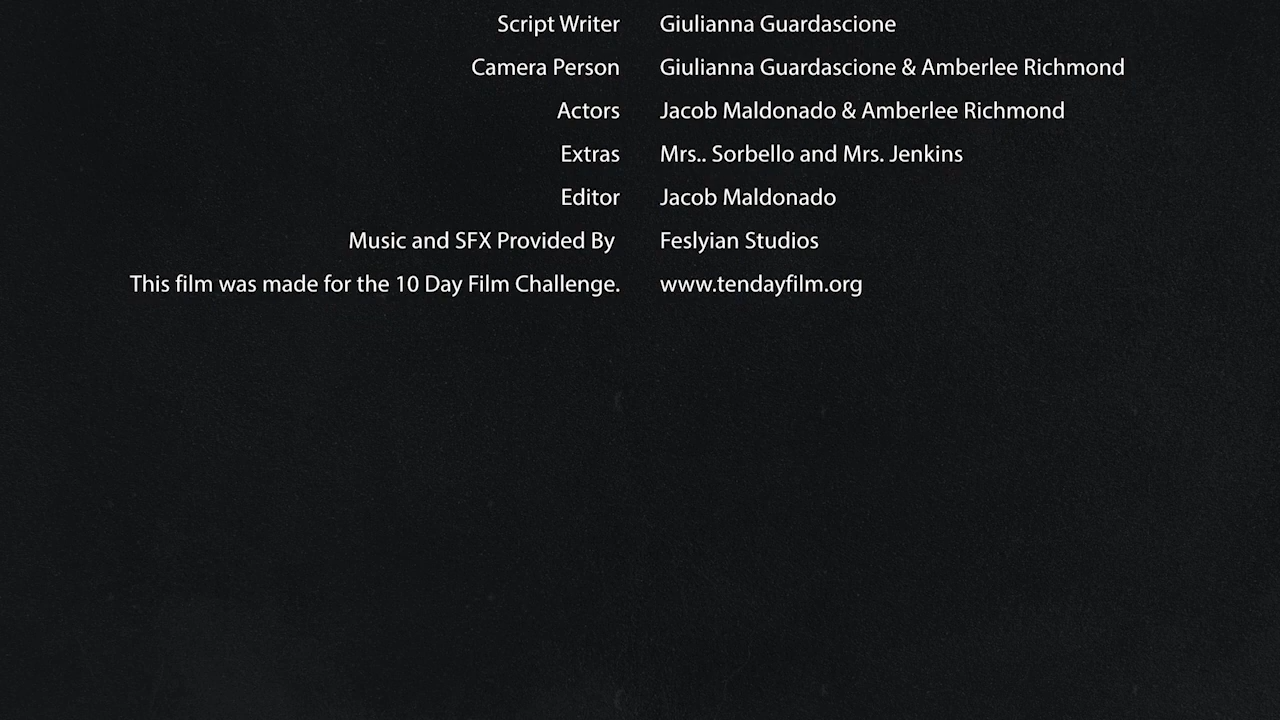 Script Writer Giulianna Guardascione
Camera Person Giulianna Guardascione & Amberlee Richmond
Actors Jacob Maldonado & Amberlee Richmond
Extras Mrs.. Sorbello and Mrs. Jenkins
Editor Jacob Maldonado
Music and SFX Provided By Feslyian Studios
This film was made for the 10 Day Film Challenge. www.tendayfilm.org